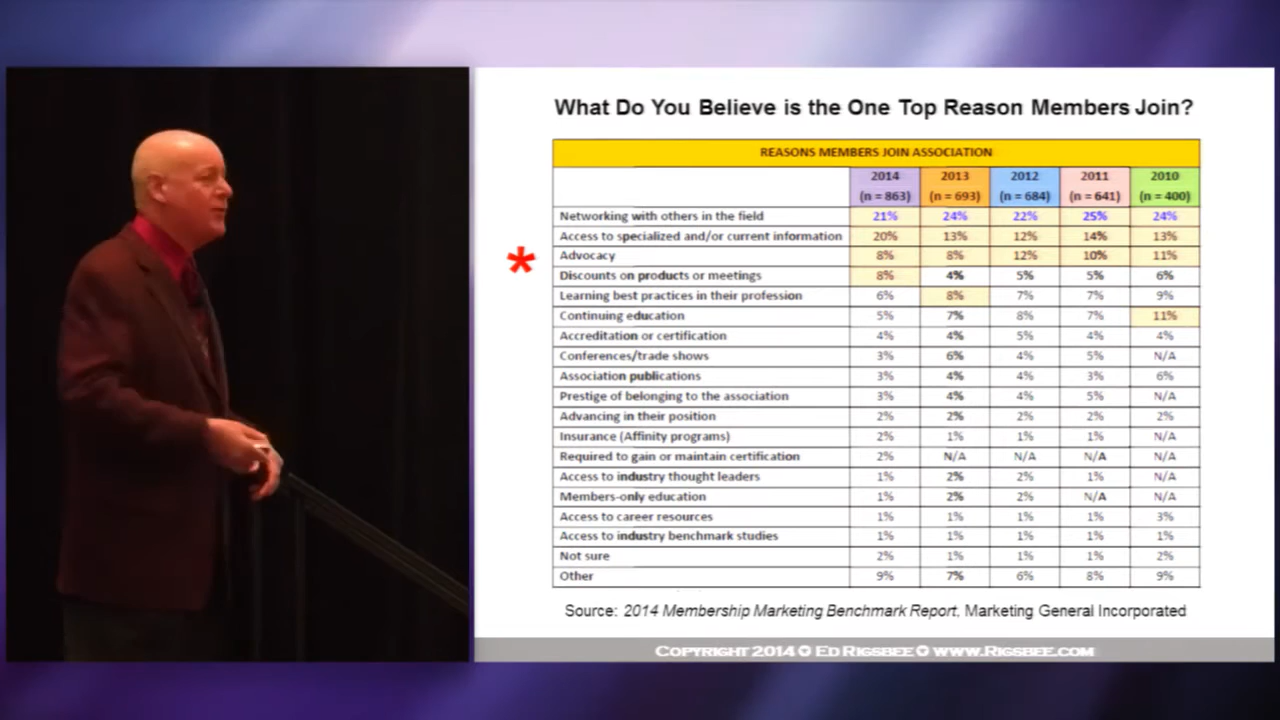 What Do You Believe is the One Top Reason Members Join?
REASONS MEMBERS JOIN ASSOCIATION
2014 2013 2012 2011 2010
(n = 863) (n = 693) (n = 684) (n = 641) (n = 400)
Networking with others in the field 21% 24% 22% 25% 24%
Access to specialized and/or current information 20% 13% 12% 14% 13%
* Advocacy 8% 8% 12% 10% 11%
Discounts on products or meetings 8% 4% 5% 5% 6%
Learning best practices in their profession 6% 8% 7% 7% 9%
Continuing education 5% 7% 8% 7% 11%
Accreditation or certification 4% 4% 5% 4% 4%
Conferences/trade shows 3% 6% 4% 5% N/A
Association publications 3% 4% 4% 3% 6%
Prestige of belonging to the association 3% 4% 4% 5% N/A
Advancing in their position 2% 2% 2% 2% 2%
Insurance (Affinity programs) 2% 1% 1% 1% N/A
Required to gain or maintain certification 2% N/A N/A N/A N/A
Access to industry thought leaders 1% 2% 2% 1% N/A
Members-only education 1% 2% 2% N/A N/A
Access to career resources 1% 1% 1% 1% 3%
Access to industry benchmark studies 1% 1% 1% 1% 1%
Not sure 2% 1% 1% 1% 2%
Other 9% 7% 6% 8% 9%
Source: 2014 Membership Marketing Benchmark Report, Marketing General Incorporated
Copyright 2014 © Ed Rigsbee © www.Rigsbee.com